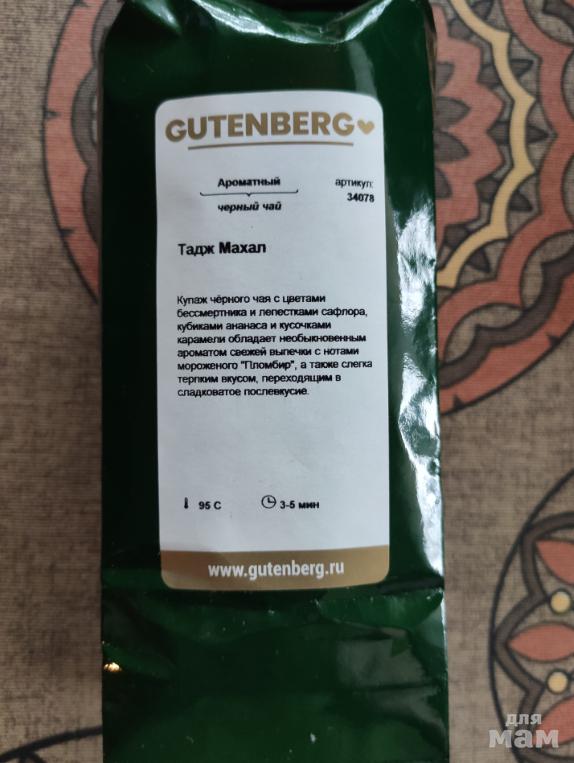 GUTENBERG
Ароматный
артикул:
черный чай
34078
Тадж Махал
Купаж чёрного чая с цветами
бессмертника и лепестками сафлора,
кубиками ананаса и кусочками
карамели обладает необыкновенным
ароматом свежей выпечки с нотами
мороженого "Пломбир", а также слегка
терпким вкусом, переходящим в
сладковатое послевкусие.
95 С 3-5 мин
www.gutenberg.ru
для
мам